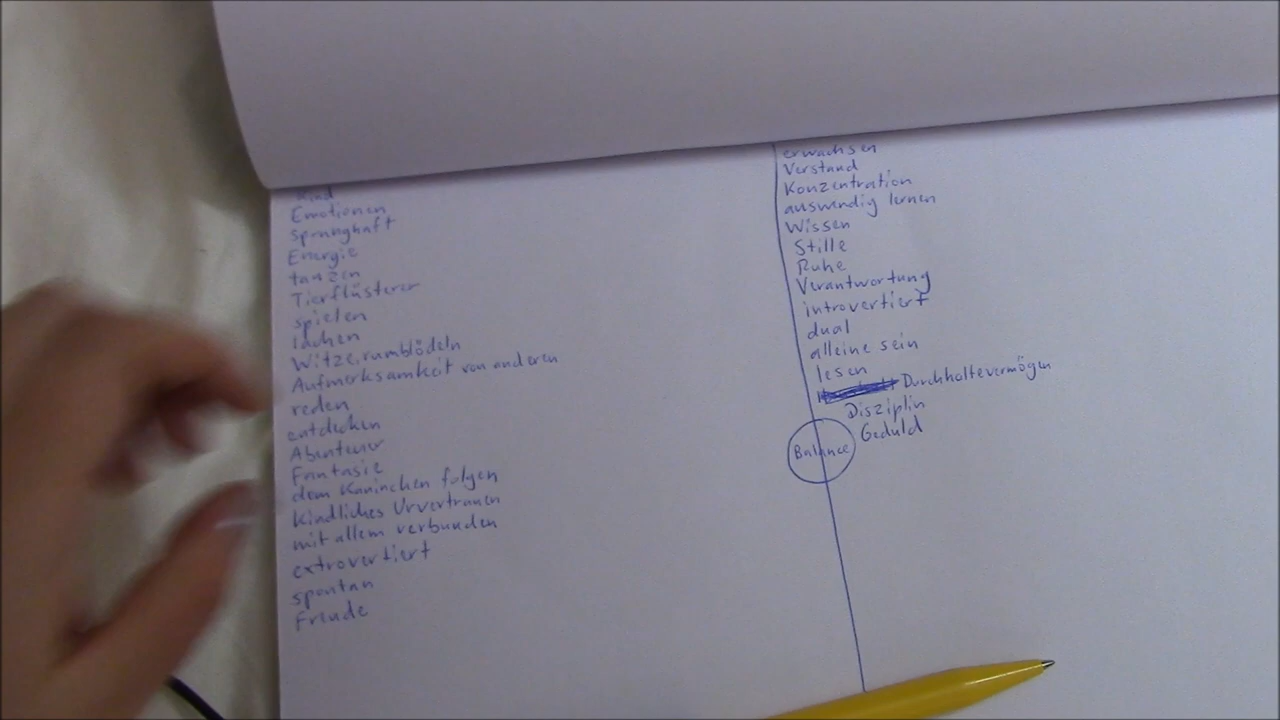 Kind
Emotionen
sprunghaft
Energie
tanzen
Tierflüsterer
spielen
lachen
Witze, rumblödeln
Aufmerksamkeit von anderen
reden
entdecken
Abenteuer
Fantasie
dem Kaninchen folgen
kindliches Urvertrauen
mit allem verbunden
extrovertiert
spontan
Freude
erwachsen
Verstand
Konzentration
auswendig lernen
Wissen
Stille
Ruhe
Verantwortung
introvertiert
dual
alleine sein
lesen
Durchhaltevermögen
Disziplin
Geduld
Balance